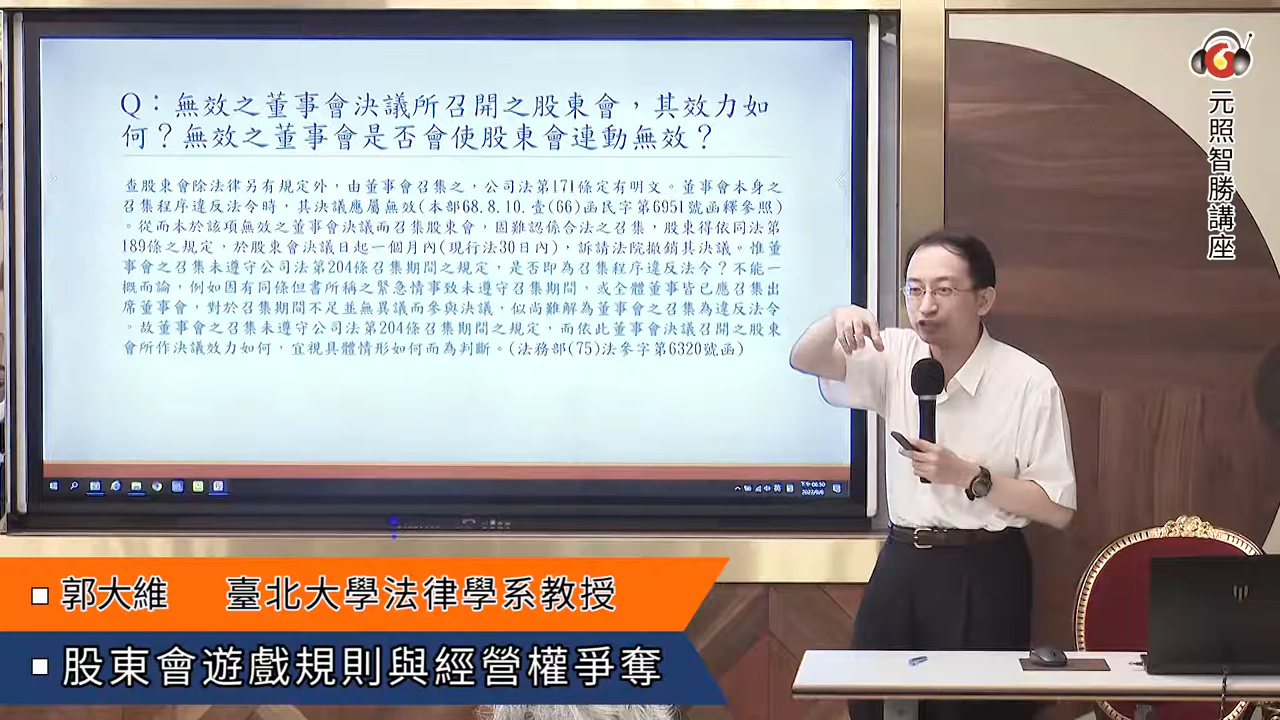 Q：無效之董事會決議所召開之股東會，其效力如
何？無效之董事會是否會使股東會連動無效？
查股東會除法律另有規定外，由董事會召集之，公司法第171條定有明文。董事會本身之
召集程序違反法令時，其決議應屬無效(本部68.8.10.壹(66)函民字第6951號函釋參照)
。從而本於該項無效之董事會決議而召集股東會，因難認係合法之召集，股東得依同法第
189條之規定，於股東會決議日起一個月內(現行法30日內)，訴請法院撤銷其決議。惟董
事會之召集未遵守公司法第204條召集期間之規定，是否即為召集程序違反法令？不能一
概而論，例如因有同條但書所稱之緊急情事致未遵守召集期間，或全體董事皆已應召集出
席董事會，對於召集期間不足並無異議而參與決議，似尚難解為董事會之召集為違反法令
。故董事會之召集未遵守公司法第204條召集期間之規定，而依此董事會決議召開之股東
會所作決議效力如何，宜視具體情形如何而為判斷。(法務部(75)法參字第6320號函)
下午 06:30
2022/9/6
元照智勝講座
郭大維 臺北大學法律學系教授
股東會遊戲規則與經營權爭奪